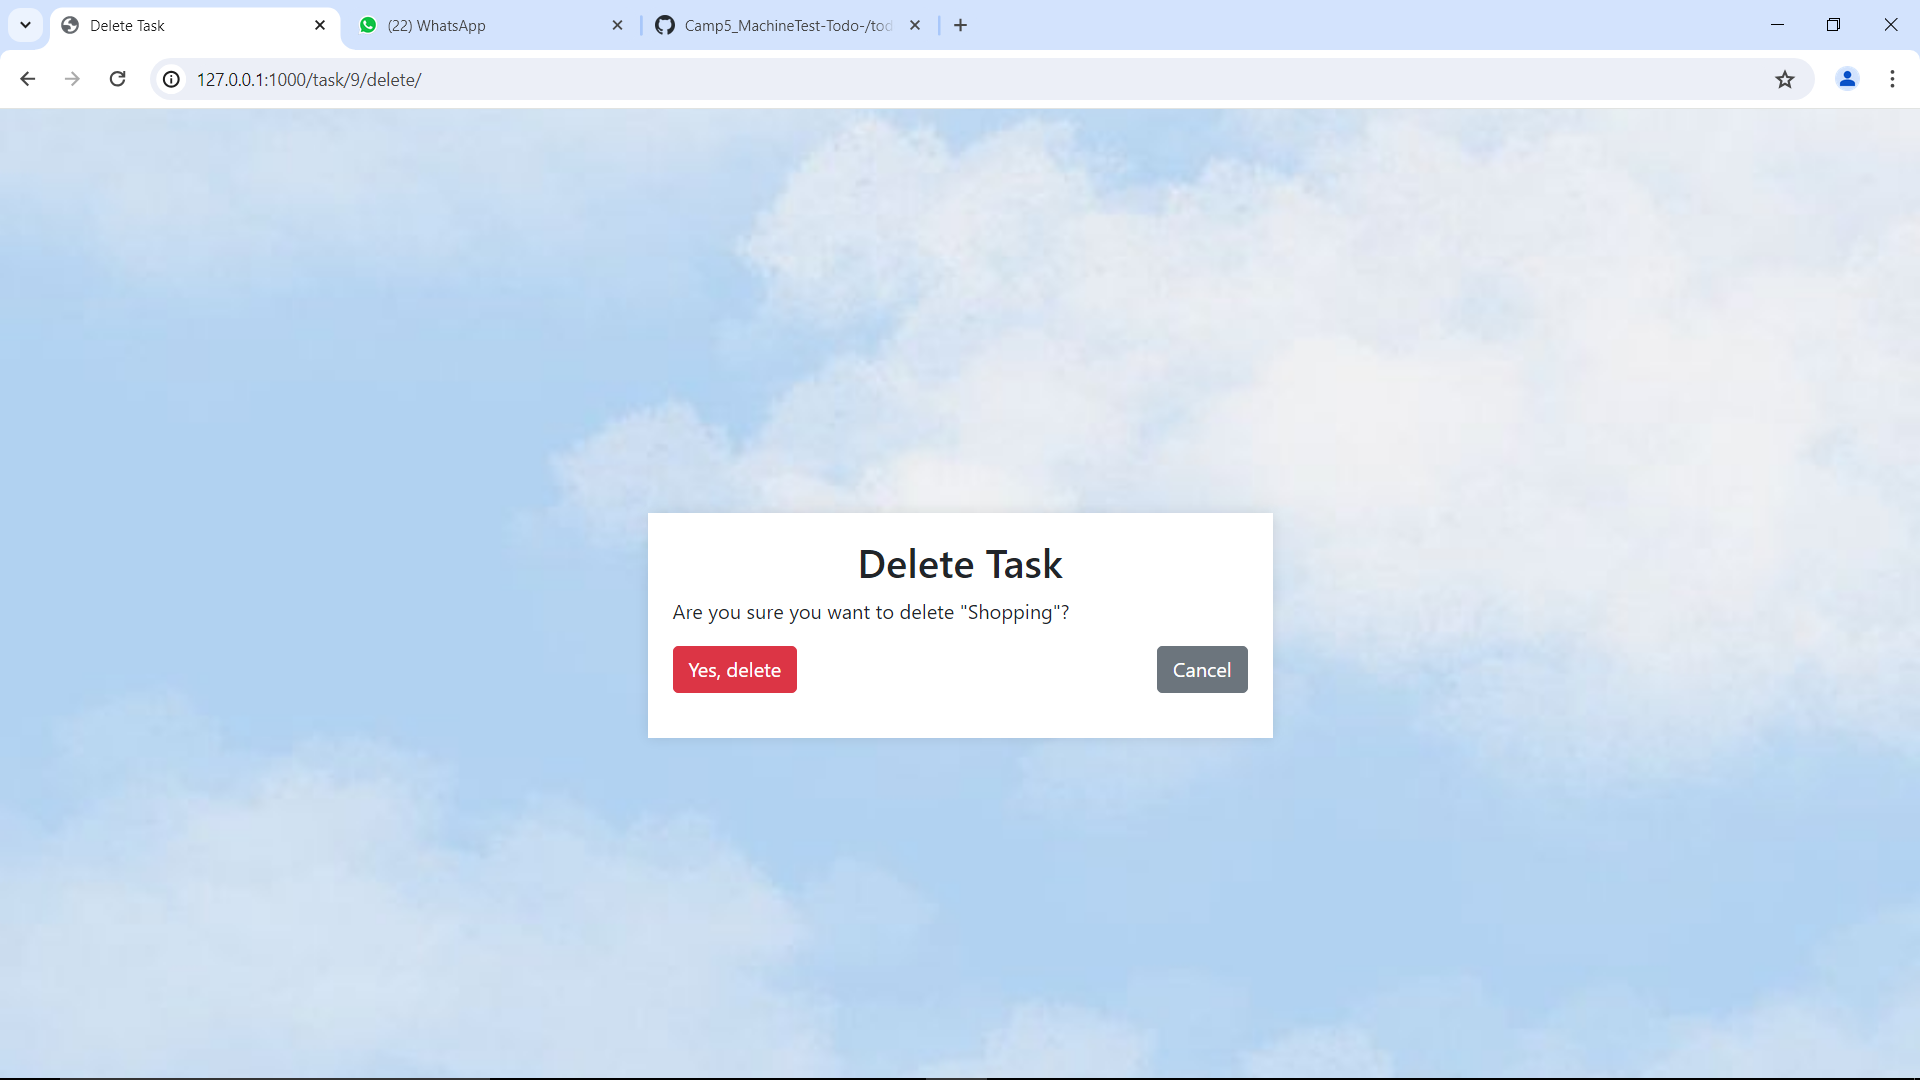 Delete Task
(22) WhatsApp
Camp5_MachineTest-Todo-/tod
127.0.0.1:1000/task/9/delete/
Delete Task
Are you sure you want to delete "Shopping"?
Yes, delete
Cancel